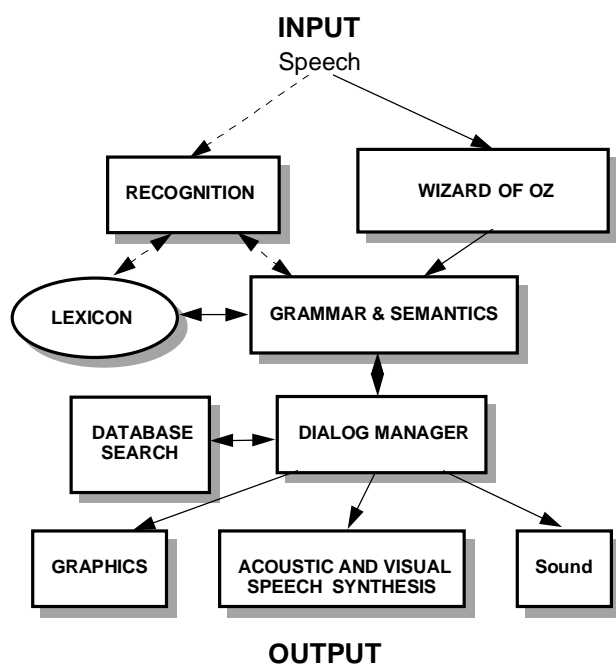 INPUT
Speech
RECOGNITION
WIZARD OF OZ
LEXICON
GRAMMAR & SEMANTICS
DATABASE
SEARCH
DIALOG MANAGER
GRAPHICS
ACOUSTIC AND VISUAL
SPEECH SYNTHESIS
Sound
OUTPUT